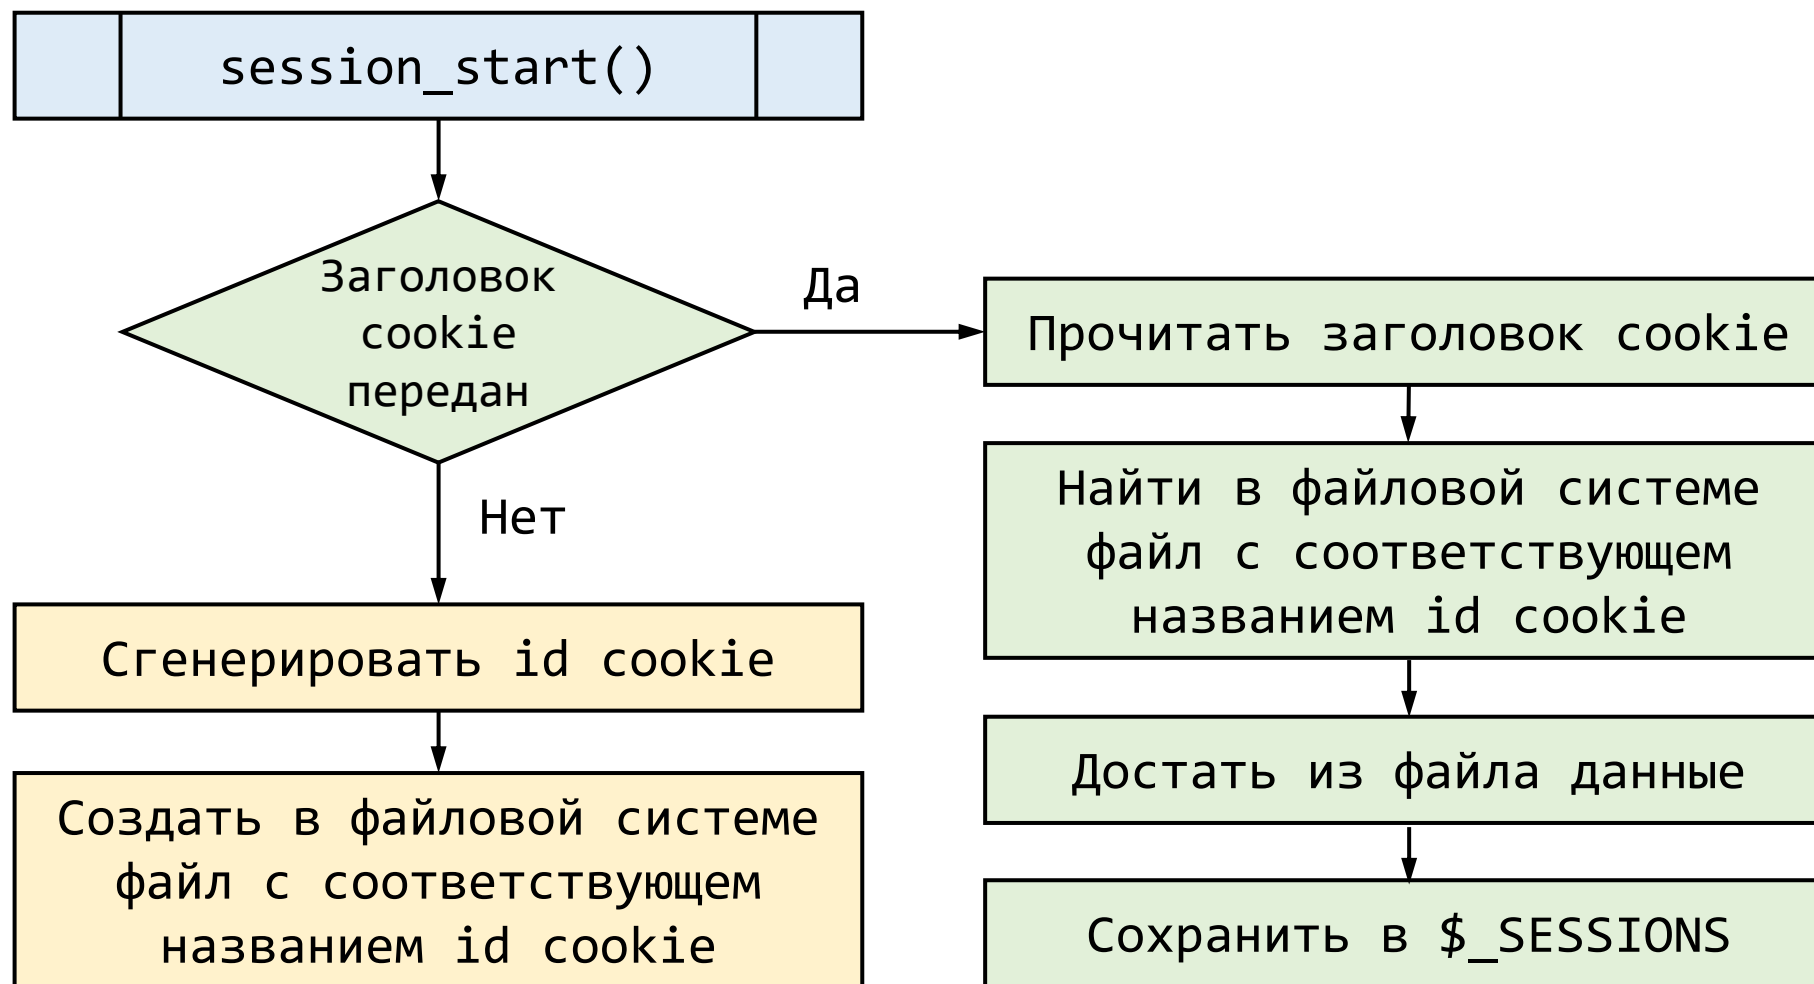 session_start()
Заголовок
cookie
передан
Да
Нет
Сгенерировать id cookie
Создать в файловой системе
файл с соответствующем
названием id cookie
Прочитать заголовок cookie
Найти в файловой системе
файл с соответствующем
названием id cookie
Достать из файла данные
Сохранить в $_SESSIONS